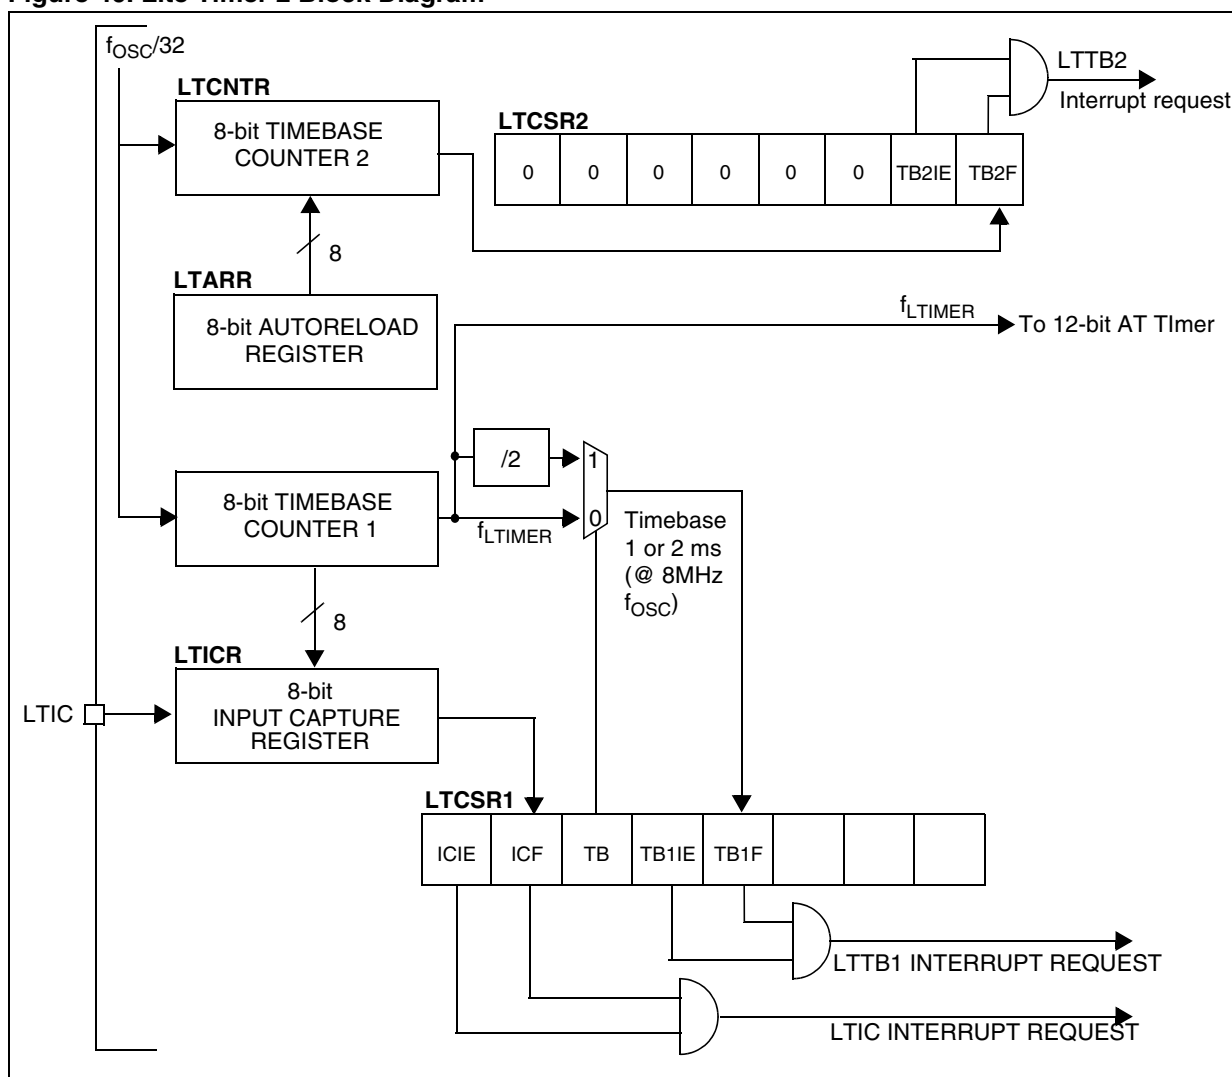 fOSC/32
LTTB2
Interrupt request
LTCNTR
8-bit TIMEBASE
COUNTER 2
LTCSR2
0 0 0 0 0 0 TB2IE TB2F
8
LTARR
8-bit AUTORELOAD
REGISTER
fLTIMER
To 12-bit AT TImer
/2
1
8-bit TIMEBASE
COUNTER 1
fLTIMER
0
Timebase
1 or 2 ms
(@ 8MHz
fOSC)
8
LTICR
LTIC
8-bit
INPUT CAPTURE
REGISTER
LTCSR1
ICIE ICF TB TB1IE TB1F
LTTB1 INTERRUPT REQUEST
LTIC INTERRUPT REQUEST